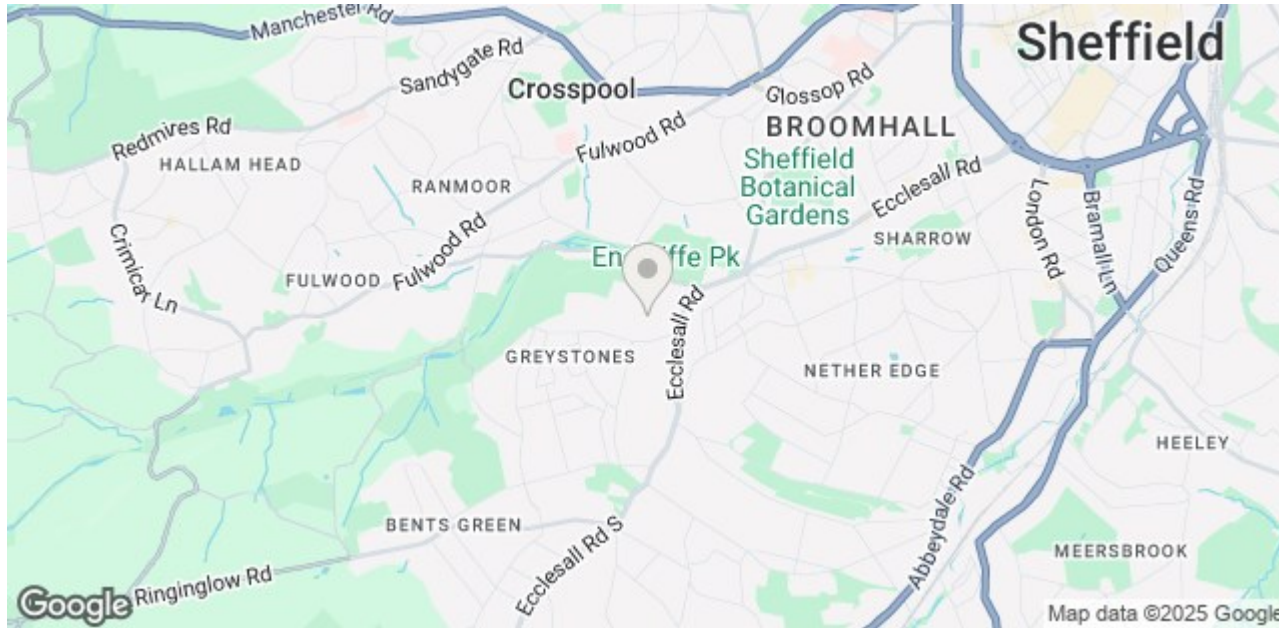 Manchester Rd
Sheffield
Sandygate Rd
Crosspool
Glossop Rd
Redmires Rd
HALLAM HEAD
Fulwood Rd
BROOMHALL
RANMOOR
Sheffield
Botanical
Gardens
Ecclesall Rd
Crimicar Ln
FULWOOD
Fulwood Rd
SHARROW
London Rd
Bramall Ln
Queens Rd
Pk
GREYSTONES
Ecclesall Rd
NETHER EDGE
HEELEY
BENTS GREEN
Ecclesall Rd S
Abbeydale Rd
MEERSBROOK
Ringinglow Rd
Google
Map data ©2025 Google